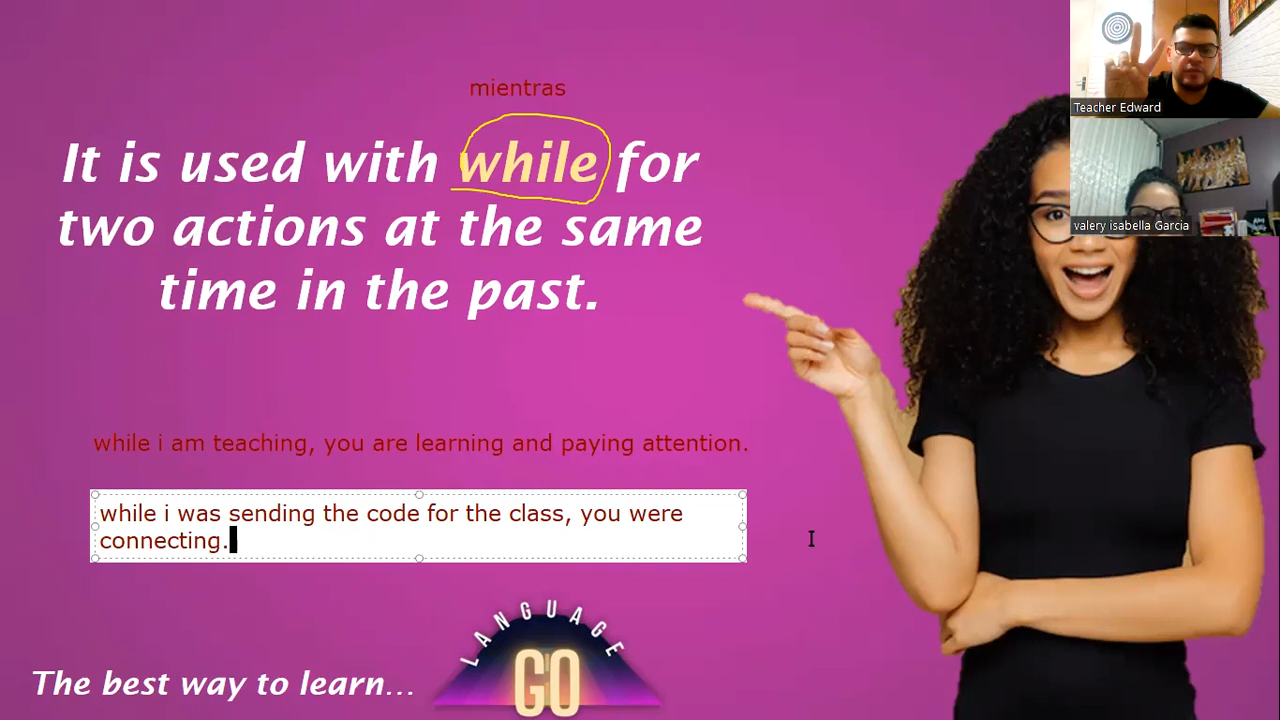 mientras
It is used with while for
two actions at the same
time in the past.
while i am teaching, you are learning and paying attention.
while i was sending the code for the class, you were
connecting.
The best way to learn...
LANGUAGE
GO
Teacher Edward
valery isabella Garcia